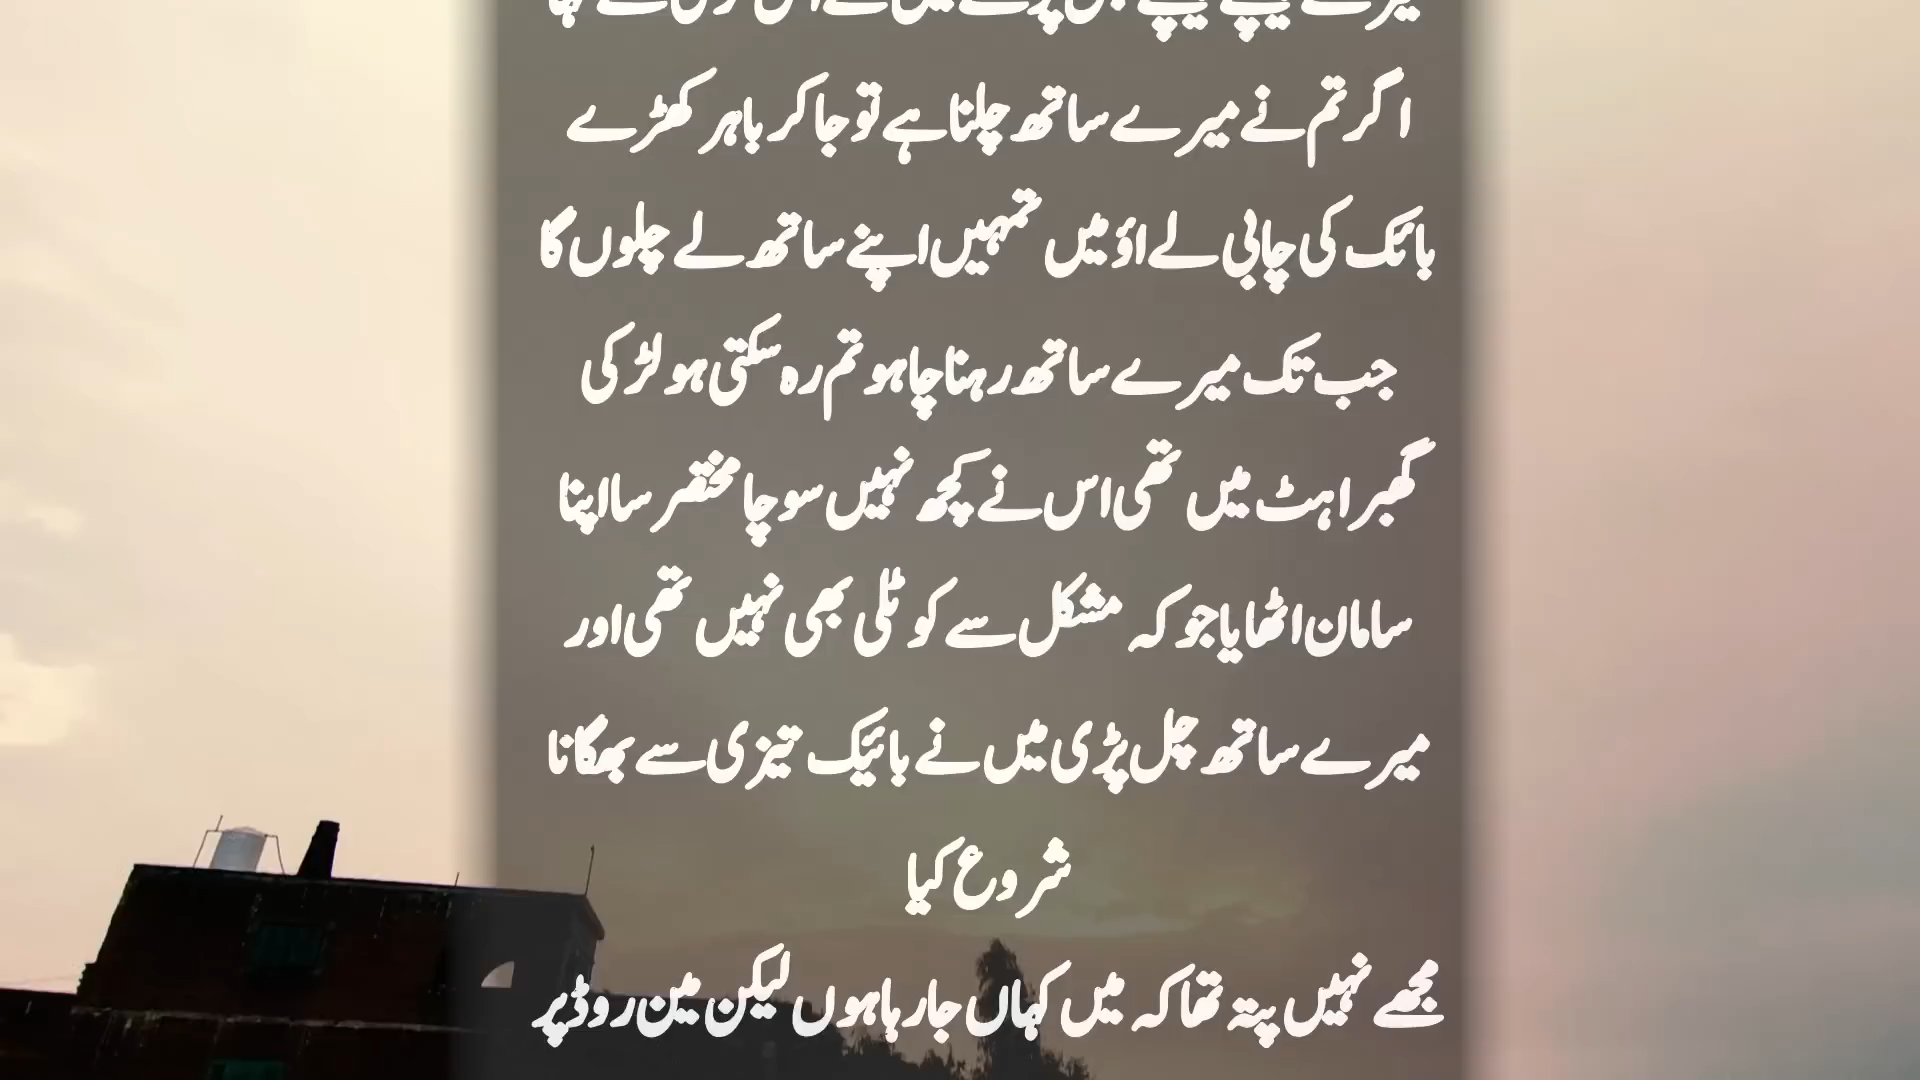 اگر تم نے میرے ساتھ چلنا ہے تو جا کر باہر کھڑے
بائک کی چابی لے اؤ میں تمہیں اپنے ساتھ لے چلوں گا
جب تک میرے ساتھ رہنا چاہو تم رہ سکتی ہو لڑکی
گھبراہٹ میں تھی اس نے کچھ نہیں سوچا مختصر سا اپنا
سامان اٹھایا جو کہ مشکل سے کو ٹلی بھی نہیں تھی اور
میرے ساتھ چل پڑی میں نے بائیک تیزی سے بھگانا
شروع کیا
مجھے نہیں پتہ تھا کہ میں کہاں جا رہا ہوں لیکن مین روڈ پر